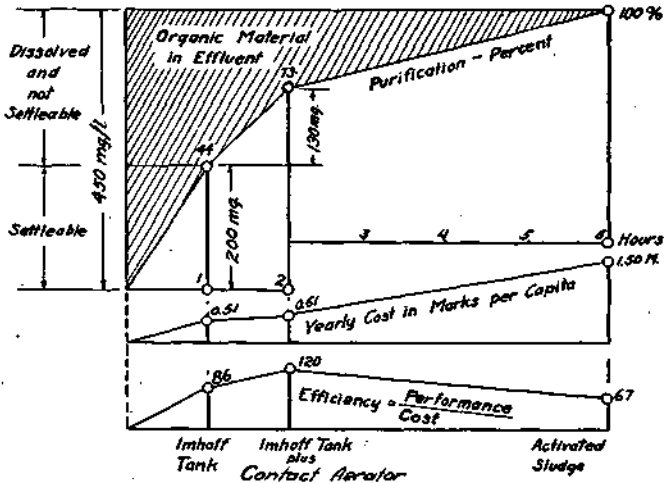 100%
Organic Material
in Effluent
Dissolved
and
not
Settleable
73
Purification - Percent
450 mg/l
~130mg.
44
200 mg.
Settleable
3 4 5 6 Hours
1 2
1.50 M.
0.51 0.61
Yearly Cost in Marks per Capita
86 120
Efficiency = Performance
Cost
67
Imhoff
Tank
Imhoff Tank
plus
Contact Aerator
Activated
Sludge